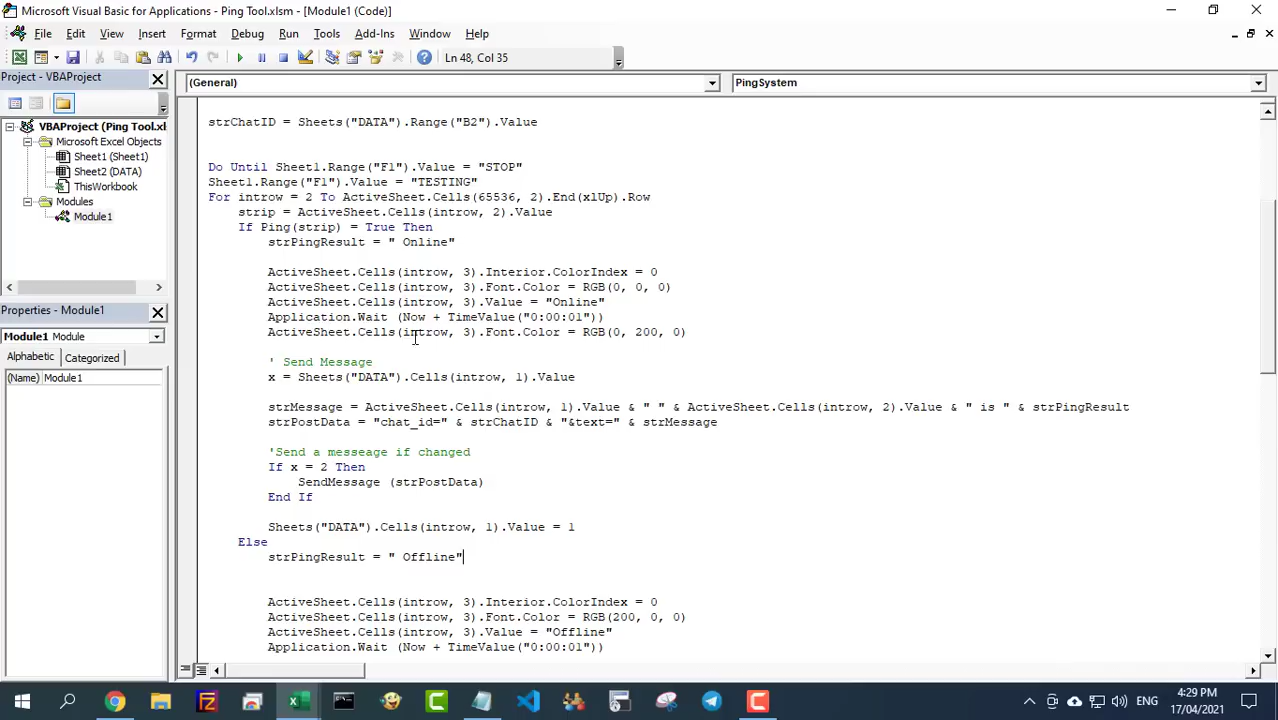 Microsoft Visual Basic for Applications - Ping Tool.xlsm - [Module1 (Code)]
File Edit View Insert Format Debug Run Tools Add-Ins Window Help
Ln 48, Col 35
Project - VBAProject
(General)
PingSystem
VBAProject (Ping Tool.xl
Microsoft Excel Objects
Sheet1 (Sheet1)
Sheet2 (DATA)
ThisWorkbook
Modules
Module1
Properties - Module1
Module1 Module
Alphabetic Categorized
(Name) Module1
strChatID = Sheets("DATA").Range("B2").Value
Do Until Sheet1.Range("F1").Value = "STOP"
Sheet1.Range("F1").Value = "TESTING"
For introw = 2 To ActiveSheet.Cells(65536, 2).End(xlUp).Row
strip = ActiveSheet.Cells(introw, 2).Value
If Ping(strip) = True Then
strPingResult = " Online"
ActiveSheet.Cells(introw, 3).Interior.ColorIndex = 0
ActiveSheet.Cells(introw, 3).Font.Color = RGB(0, 0, 0)
ActiveSheet.Cells(introw, 3).Value = "Online"
Application.Wait (Now + TimeValue("0:00:01"))
ActiveSheet.Cells(introw, 3).Font.Color = RGB(0, 200, 0)
' Send Message
x = Sheets("DATA").Cells(introw, 1).Value
strMessage = ActiveSheet.Cells(introw, 1).Value & " " & ActiveSheet.Cells(introw, 2).Value & " is " & strPingResult
strPostData = "chat_id=" & strChatID & "&text=" & strMessage
'Send a messeage if changed
If x = 2 Then
SendMessage (strPostData)
End If
Sheets("DATA").Cells(introw, 1).Value = 1
Else
strPingResult = " Offline"
ActiveSheet.Cells(introw, 3).Interior.ColorIndex = 0
ActiveSheet.Cells(introw, 3).Font.Color = RGB(200, 0, 0)
ActiveSheet.Cells(introw, 3).Value = "Offline"
Application.Wait (Now + TimeValue("0:00:01"))
ENG
4:29 PM
17/04/2021